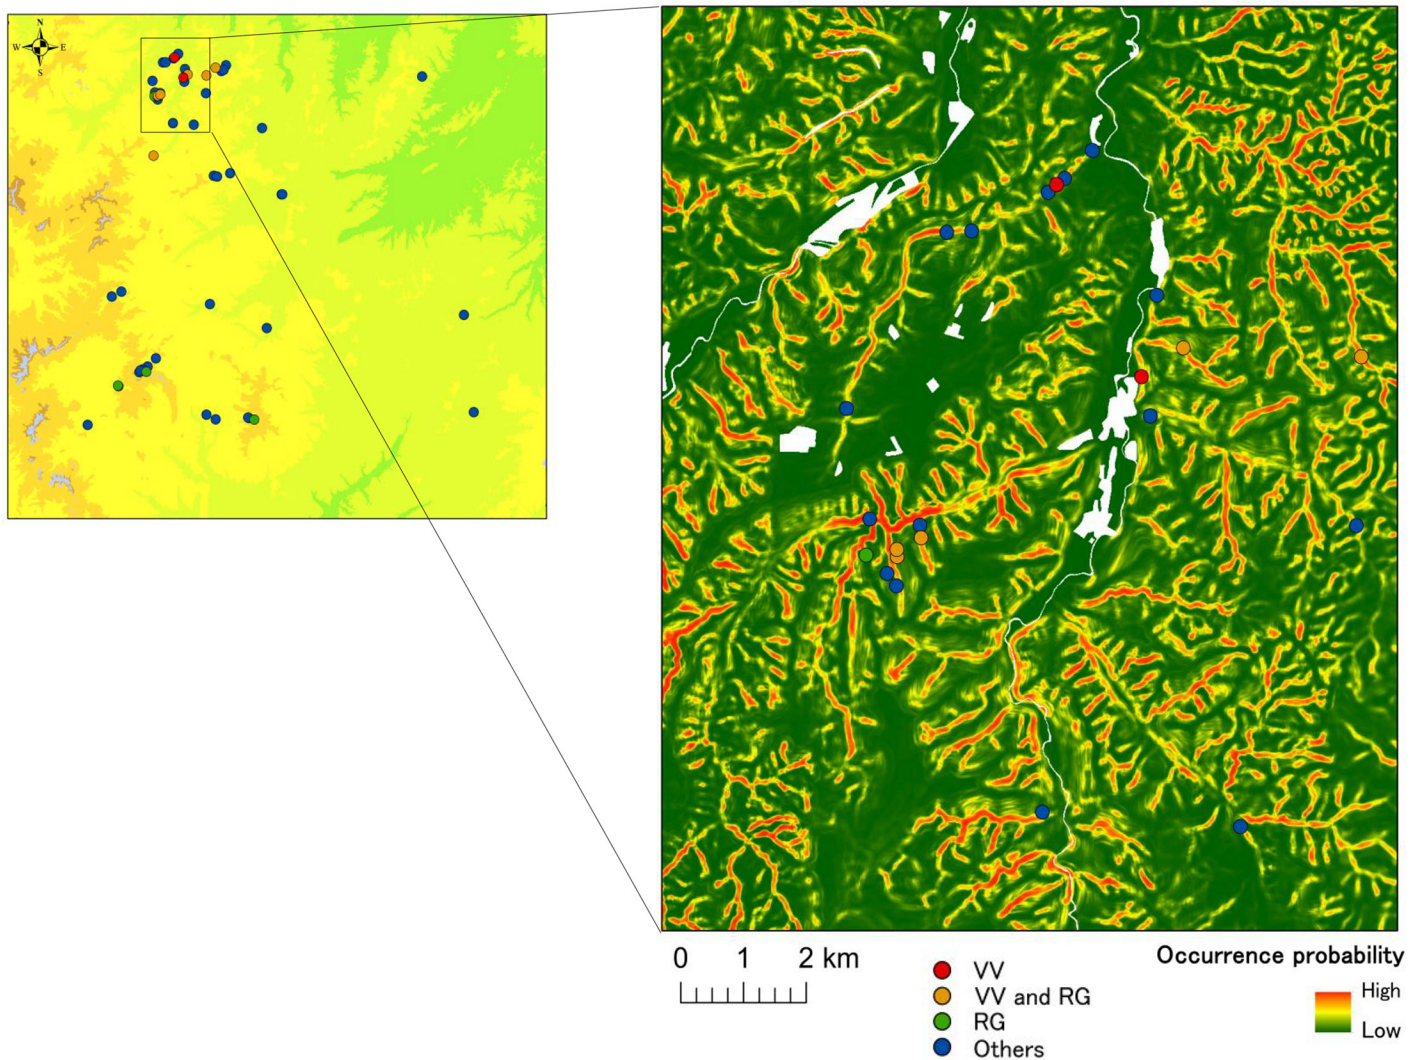 N
W E
S
0 1 2 km
VV
VV and RG
RG
Others
Occurrence probability
High
Low